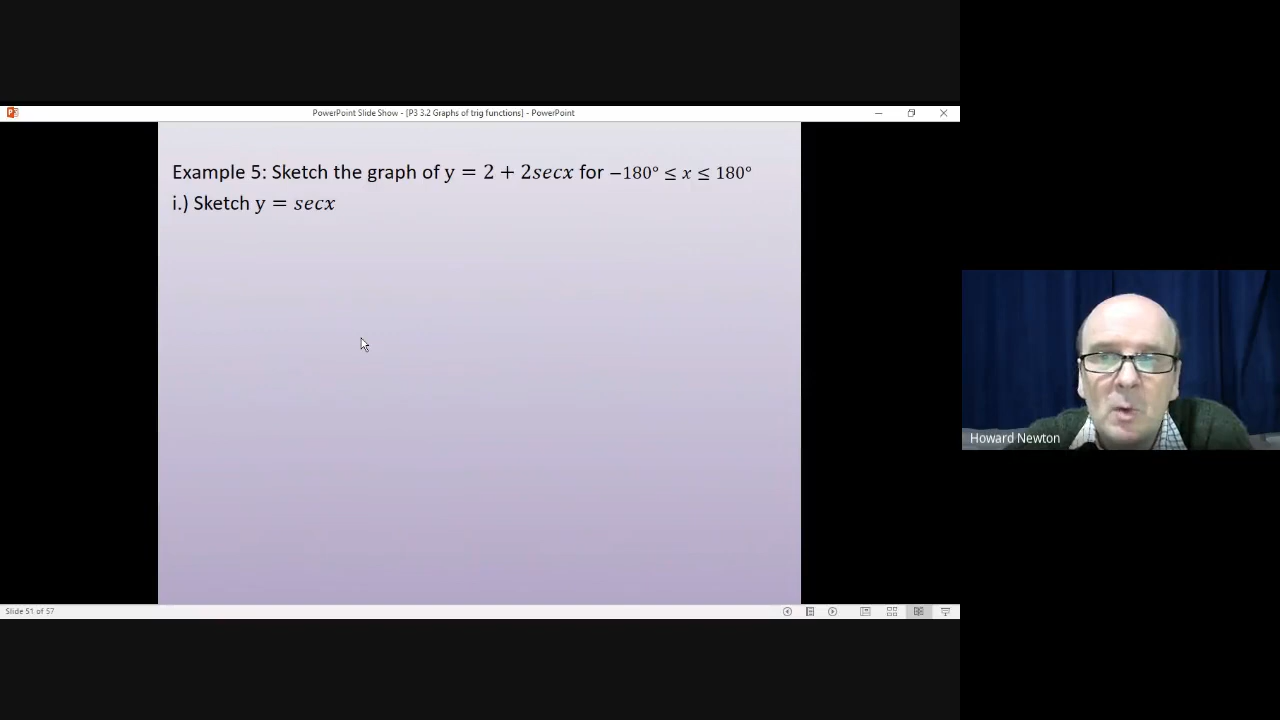 PowerPoint Slide Show - [P3 3.2 Graphs of trig functions] - PowerPoint
Example 5: Sketch the graph of y = 2 + 2secx for −180° ≤ x ≤ 180°
i.) Sketch y = secx
Howard Newton
Slide 51 of 57